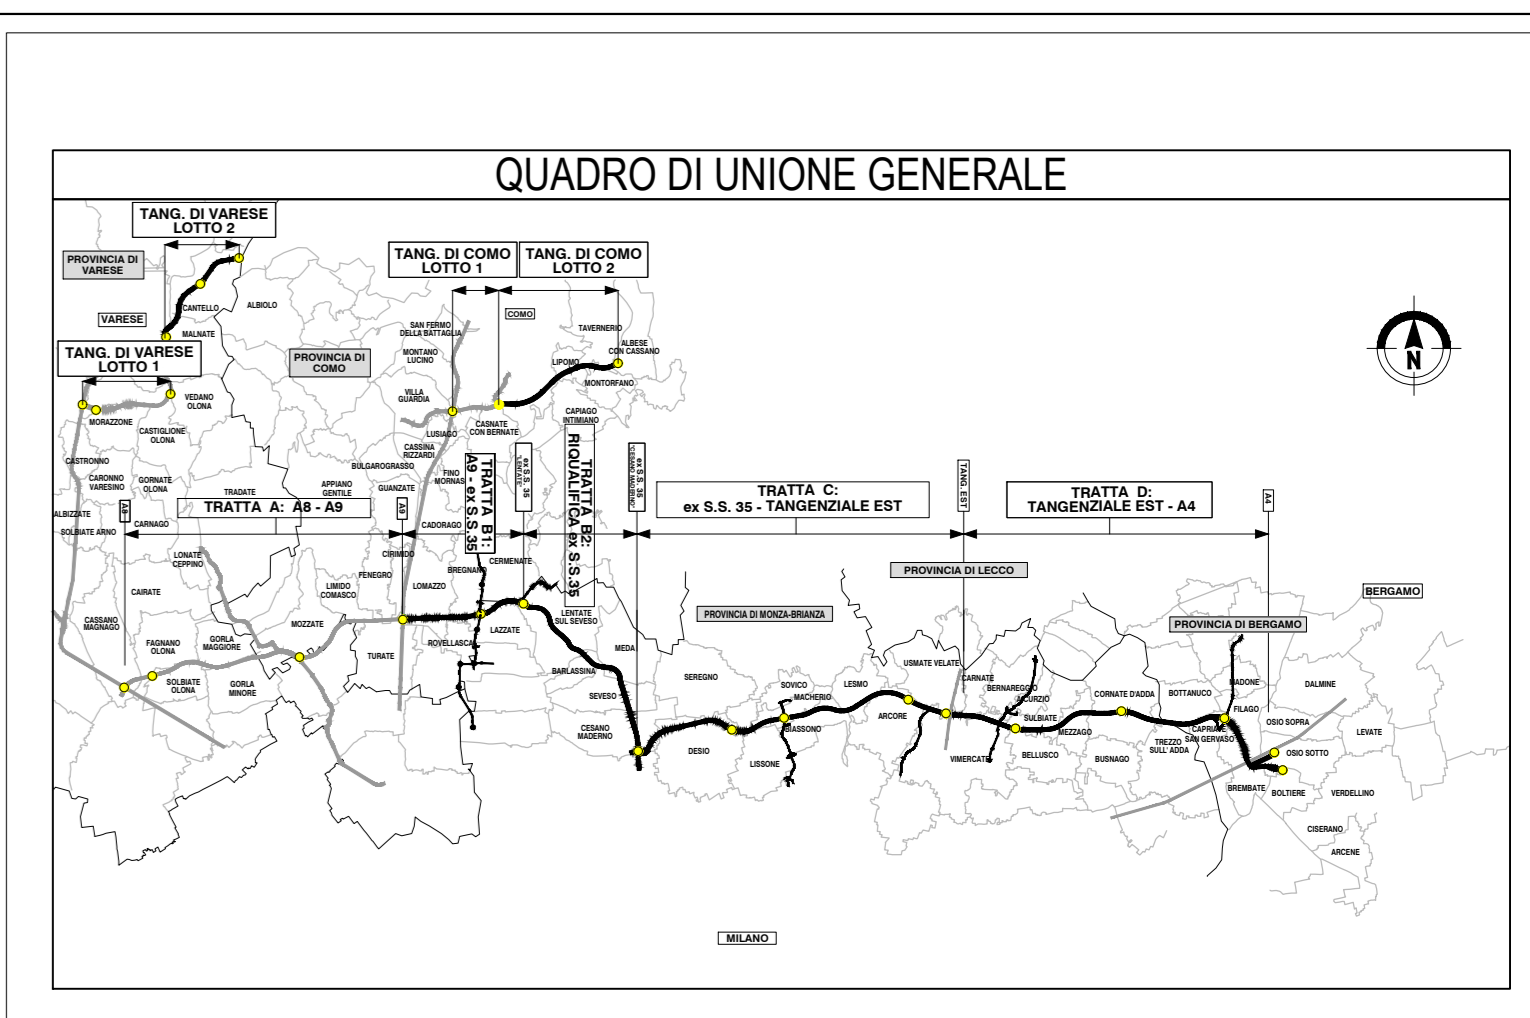 QUADRO DI UNIONE GENERALE
TANG. DI VARESE
LOTTO 2
PROVINCIA DI
VARESE
CANTELLO
ALBIOLO
VARESE
MALNATE
TANG. DI VARESE
LOTTO 1
VEDANO
OLONA
MORAZZONE
CASTIGLIONE
OLONA
CASTRONNO
CARONNO
VARESINO
GORNATE
OLONA
TRADATE
ALBIZZATE
SOLBIATE ARNO
CARNAGO
PROVINCIA DI
COMO
TANG. DI COMO
LOTTO 1
TANG. DI COMO
LOTTO 2
COMO
SAN FERMO
DELLA BATTAGLIA
MONTANO
LUCINO
VILLA
GUARDIA
TAVERNERIO
ALBESE
CON CASSANO
LIPOMO
MONTORFANO
CAPIAGO
INTIMIANO
CASNATE
CON BERNATE
LUSIAGO
CASSINA
RIZZARDI
BULGAROGRASSO
FINO
MORNAS
APPIANO
GENTILE
GUANZATE
CADORAGO
A8
TRATTA A: A8 - A9
A9
TRATTA B1:
A9 - ex S.S.35
ex S.S. 35
"LENTATE"
TRATTA B2:
RIQUALIFICA ex S.S.35
ex S.S. 35
"CESANO MADERNO"
TRATTA C:
ex S.S. 35 - TANGENZIALE EST
TANG. EST
TRATTA D:
TANGENZIALE EST - A4
A4
N
LONATE
CEPPINO
CIRIMIDO
FENEGRO
LIMIDO
COMASCO
LOMAZZO
BREGNANO
CERMENATE
CAIRATE
CASSANO
MAGNAGO
FAGNANO
OLONA
GORLA
MAGGIORE
MOZZATE
SOLBIATE
OLONA
GORLA
MINORE
TURATE
ROVELLASCA
LAZZATE
LENTATE
SUL SEVESO
MEDA
BARLASSINA
SEVESO
CESANO
MADERNO
PROVINCIA DI MONZA-BRIANZA
PROVINCIA DI LECCO
PROVINCIA DI BERGAMO
BERGAMO
SEREGNO
SOVICO
MACHERIO
LESMO
BIASSONO
DESIO
LISSONE
USMATE VELATE
CARNATE
BERNAREGGIO
ACURZIO
ARCORE
SULBIATE
MEZZAGO
VIMERCATE
BELLUSCO
BUSNAGO
CORNATE D'ADDA
BOTTANUCO
MADONE
FILAGO
CAPRIATE
SAN GERVASO
TREZZO
SULL' ADDA
DALMINE
OSIO SOPRA
LEVATE
OSIO SOTTO
BREMBATE
BOLTIERE
VERDELLINO
CISERANO
ARCENE
MILANO